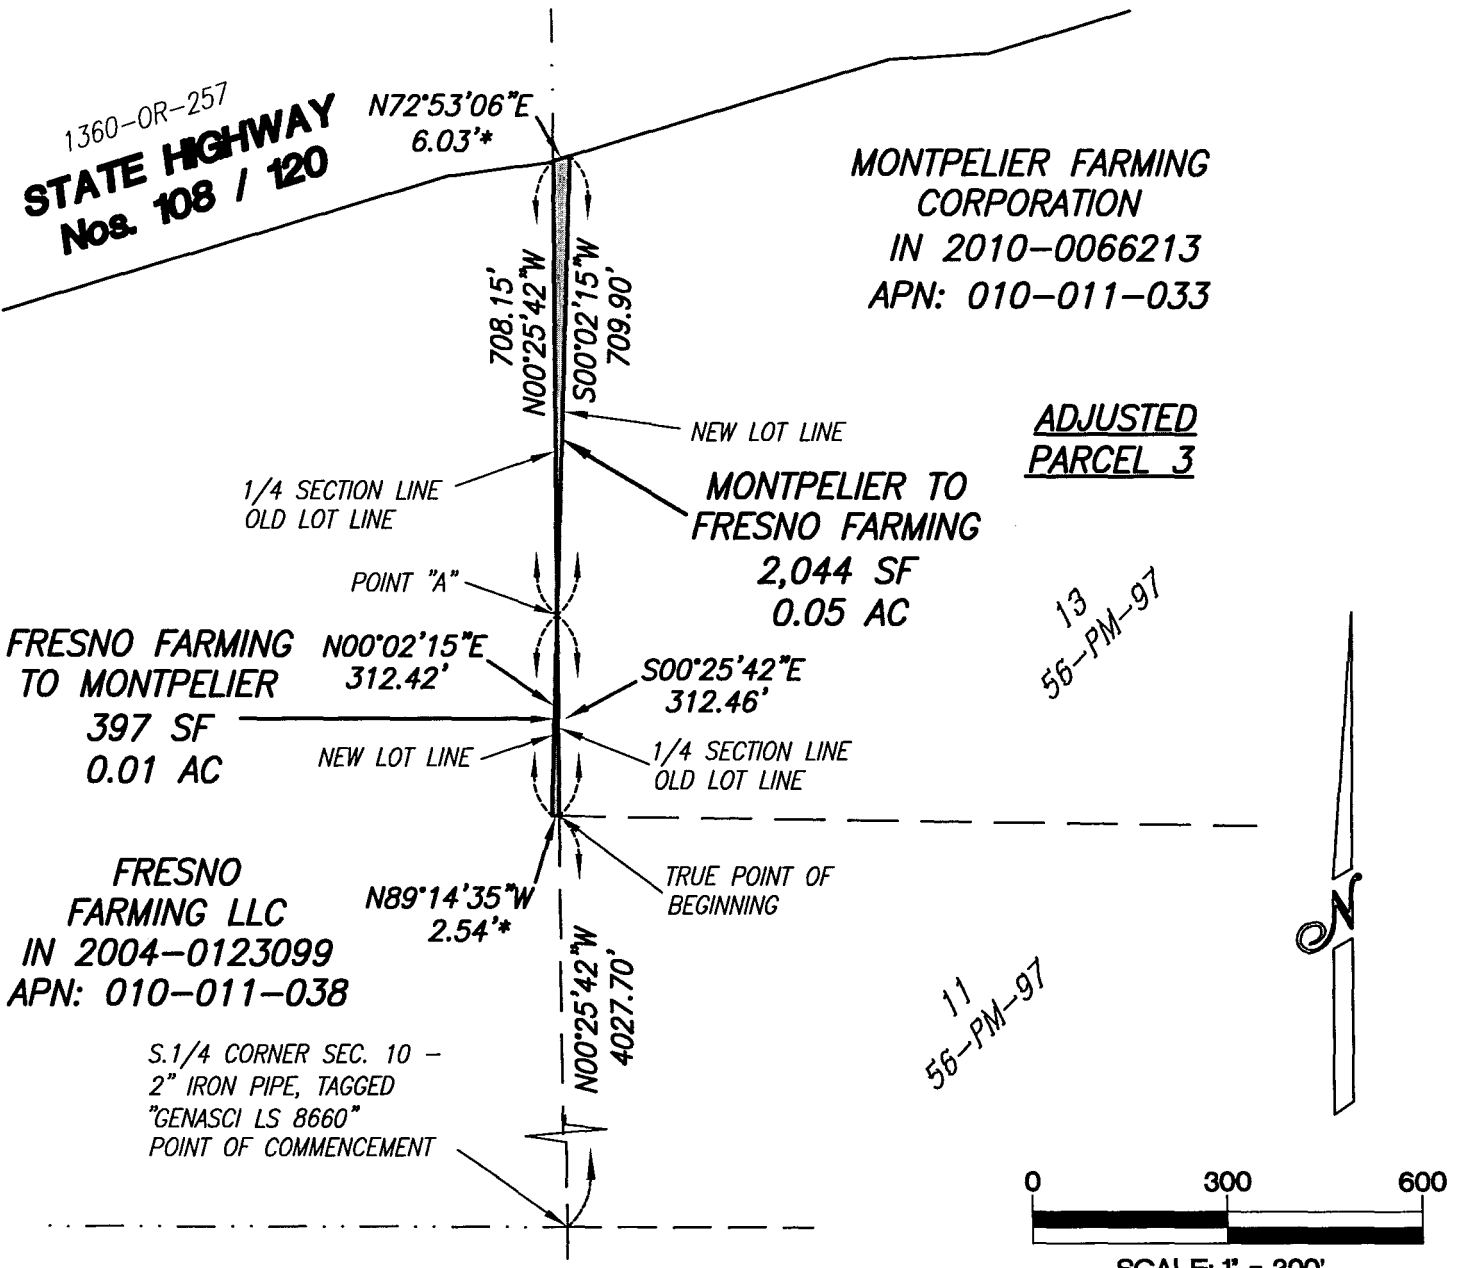 1360-OR-257
STATE HIGHWAY
Nos. 108 / 120
N72°53'06"E
6.03'*
MONTPELIER FARMING
CORPORATION
IN 2010-0066213
APN: 010-011-033
708.15'
N00°25'42"W
S00°02'15"W
709.90'
NEW LOT LINE
ADJUSTED
PARCEL 3
1/4 SECTION LINE
OLD LOT LINE
MONTPELIER TO
FRESNO FARMING
2,044 SF
0.05 AC
POINT "A"
13
56-PM-97
FRESNO FARMING
TO MONTPELIER
397 SF
0.01 AC
N00°02'15"E
312.42'
S00°25'42"E
312.46'
NEW LOT LINE
1/4 SECTION LINE
OLD LOT LINE
FRESNO
FARMING LLC
IN 2004-0123099
APN: 010-011-038
N89°14'35"W
2.54'*
TRUE POINT OF
BEGINNING
N00°25'42"W
4027.70'
11
56-PM-97
N
S.1/4 CORNER SEC. 10 -
2" IRON PIPE, TAGGED
"GENASCI LS 8660"
POINT OF COMMENCEMENT
0 300 600
SCALE: 1" = 300'